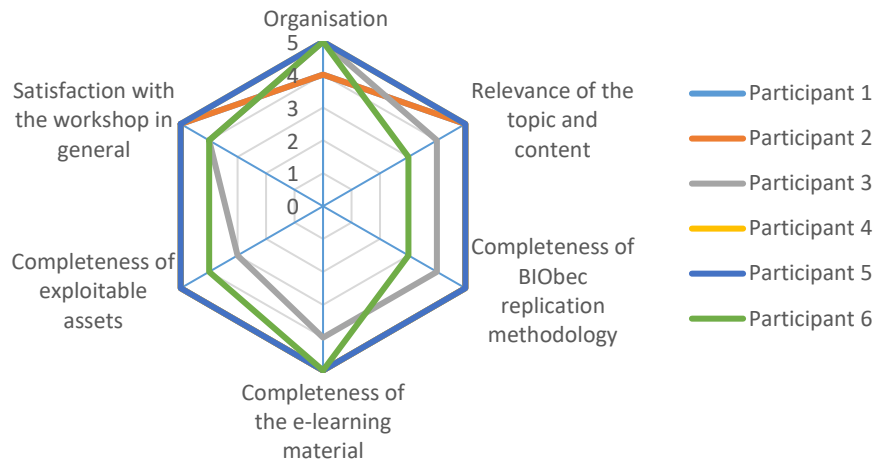 Organisation
5
4
3
2
1
0
Relevance of the
topic and
content
Completeness of
BIObec
replication
methodology
Completeness of
the e-learning
material
Completeness of
exploitable
assets
Satisfaction with
the workshop in
general
Participant 1
Participant 2
Participant 3
Participant 4
Participant 5
Participant 6